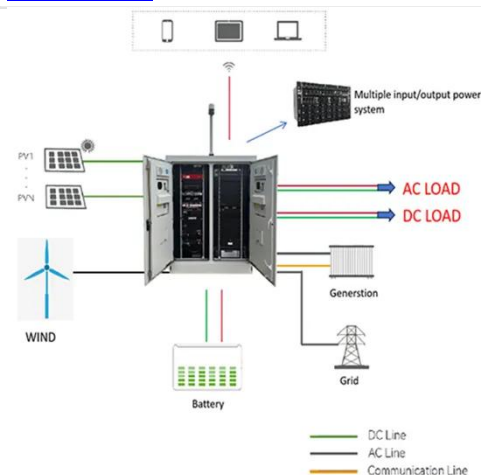 Multiple input/output power
system
PV1
PVN
AC LOAD
DC LOAD
WIND
Generstion
Grid
Battery
DC Line
AC Line
Communication Line